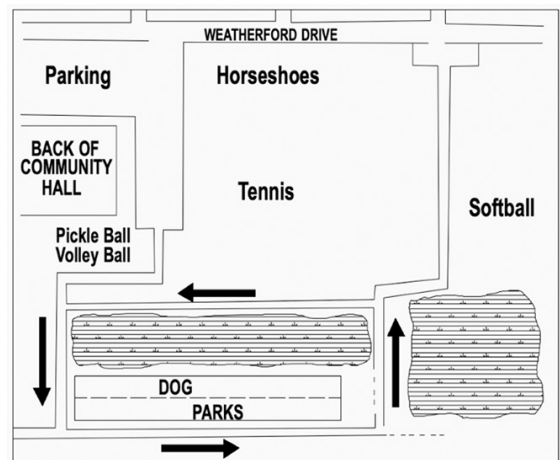 WEATHERFORD DRIVE
Parking
Horseshoes
BACK OF
COMMUNITY
HALL
Tennis
Softball
Pickle Ball
Volley Ball
DOG
PARKS